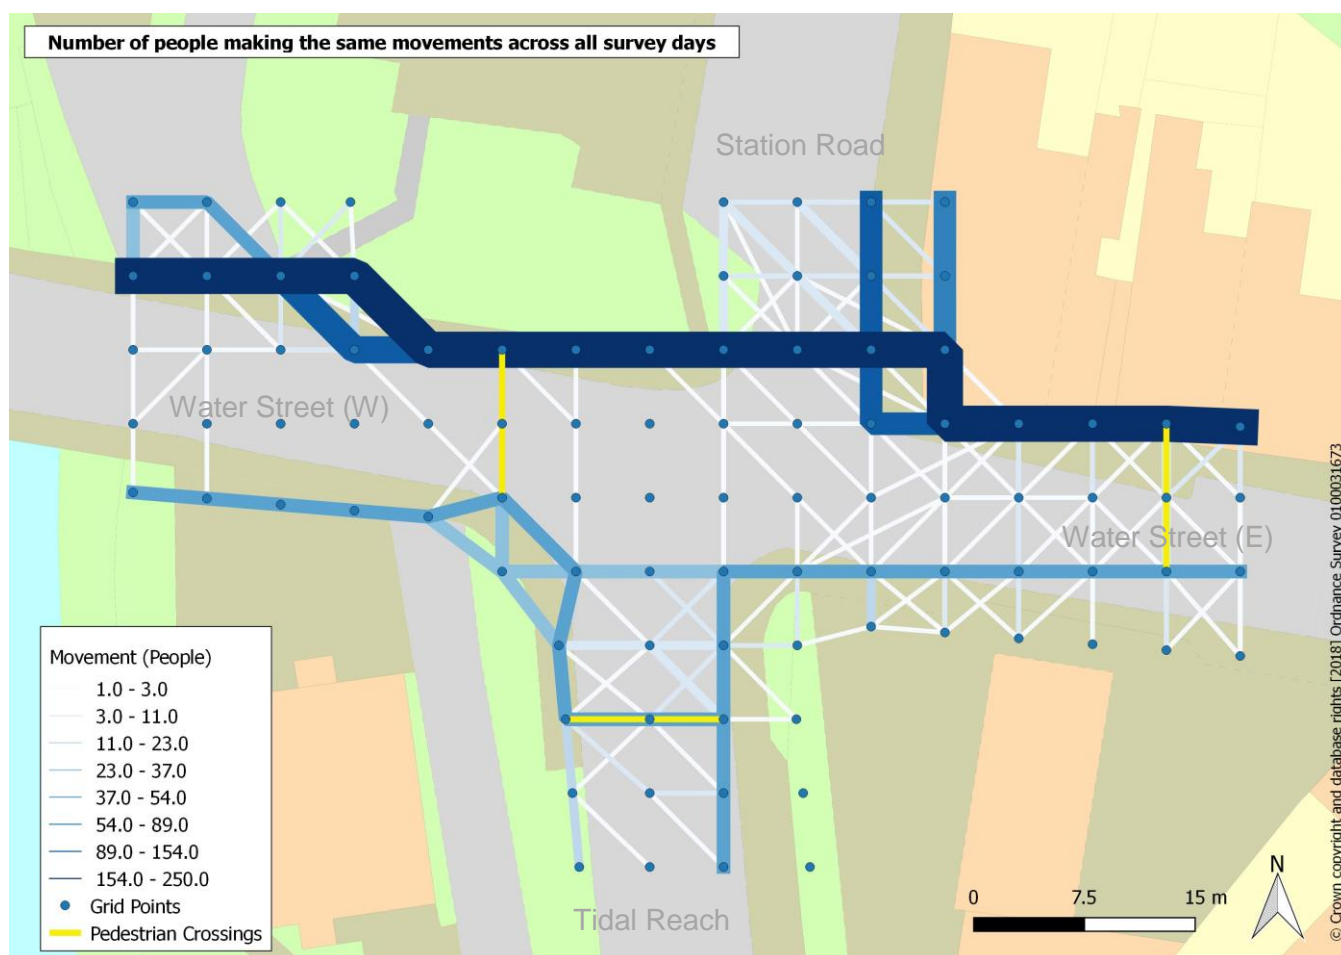 Number of people making the same movements across all survey days
Station Road
Water Street (W)
Water Street (E)
Movement (People)
1.0 - 3.0
3.0 - 11.0
11.0 - 23.0
23.0 - 37.0
37.0 - 54.0
54.0 - 89.0
89.0 - 154.0
154.0 - 250.0
Grid Points
Pedestrian Crossings
Tidal Reach
0 7.5 15 m
N
© Crown copyright and database rights [2018] Ordnance Survey 0100031673